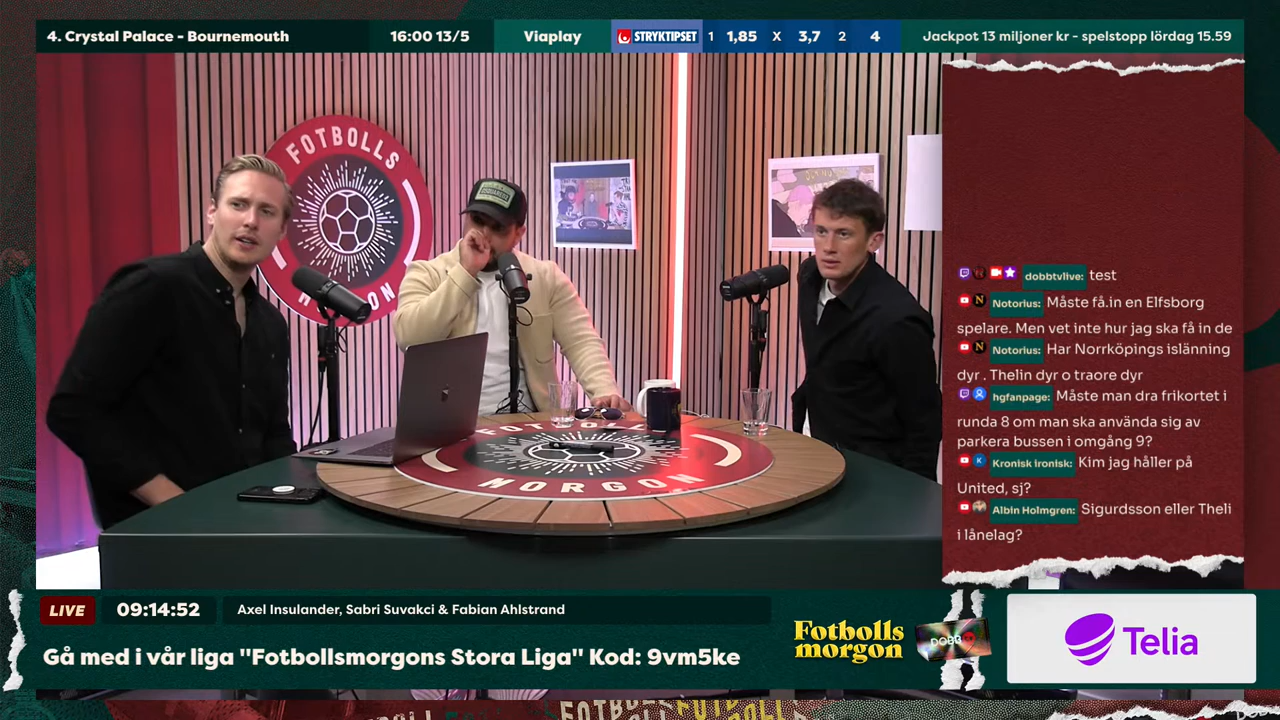 4. Crystal Palace - Bournemouth
16:00 13/5
Viaplay
STRYKTIPSET
1 1,85 X 3,7 2 4
Jackpot 13 miljoner kr - spelstopp lördag 15.59
FOTBOLLS
MORGON
DSQUARED2
FOTBOLLS
MORGON
dobbtvlive: test
Notorius: Måste få.in en Elfsborg
spelare. Men vet inte hur jag ska få in de
Notorius: Har Norrköpings islänning
dyr . Thelin dyr o traore dyr
hgfanpage: Måste man dra frikortet i
runda 8 om man ska använda sig av
parkera bussen i omgång 9?
Kronisk ironisk: Kim jag håller på
United, sj?
Albin Holmgren: Sigurdsson eller Theli
i lånelag?
LIVE
09:14:52
Axel Insulander, Sabri Suvakci & Fabian Ahlstrand
Gå med i vår liga "Fotbollsmorgons Stora Liga" Kod: 9vm5ke
Fotbolls
morgon
DOBB
Telia